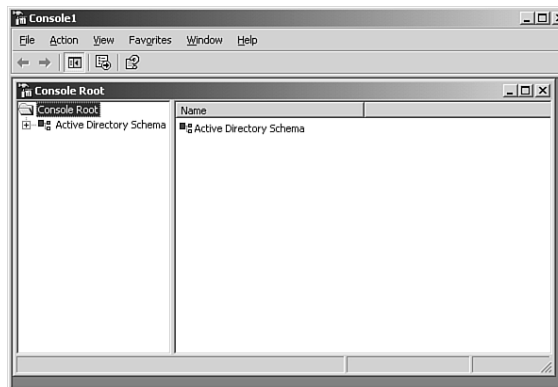 Console1
File Action View Favorites Window Help
Console Root
Console Root
Active Directory Schema
Name
Active Directory Schema